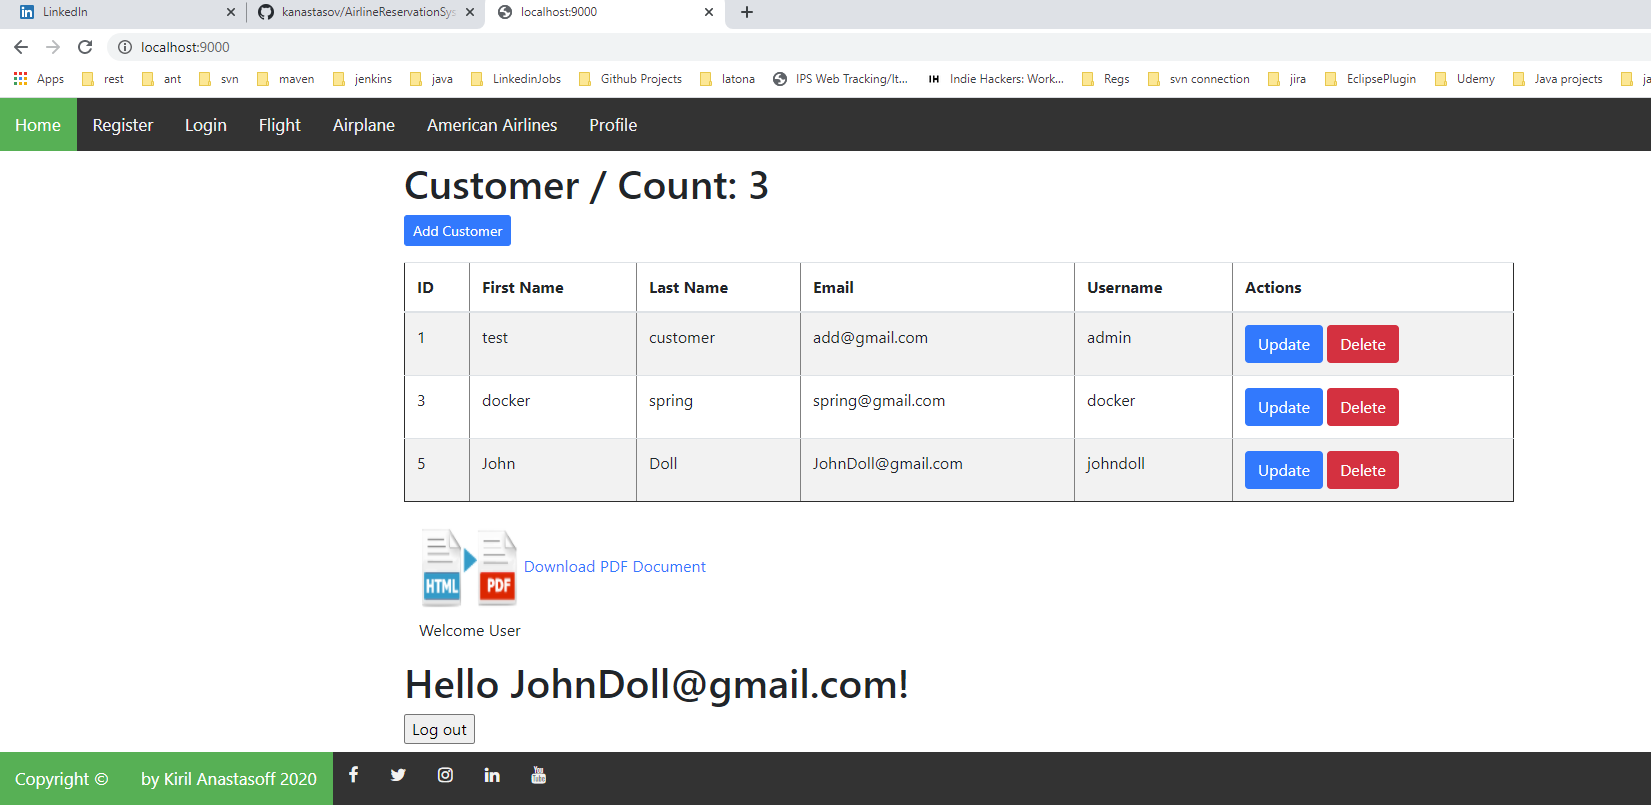 LinkedIn kanastasov/AirlineReservationSys localhost:9000
localhost:9000
Apps rest ant svn maven jenkins java LinkedinJobs Github Projects latona IPS Web Tracking/It... IH Indie Hackers: Work... Regs svn connection jira EclipsePlugin Udemy Java projects ja
Home Register Login Flight Airplane American Airlines Profile
Customer / Count: 3
Add Customer
ID First Name Last Name Email Username Actions
1 test customer add@gmail.com admin Update Delete
3 docker spring spring@gmail.com docker Update Delete
5 John Doll JohnDoll@gmail.com johndoll Update Delete
HTML PDF Download PDF Document
Welcome User
Hello JohnDoll@gmail.com!
Log out
Copyright © by Kiril Anastasoff 2020